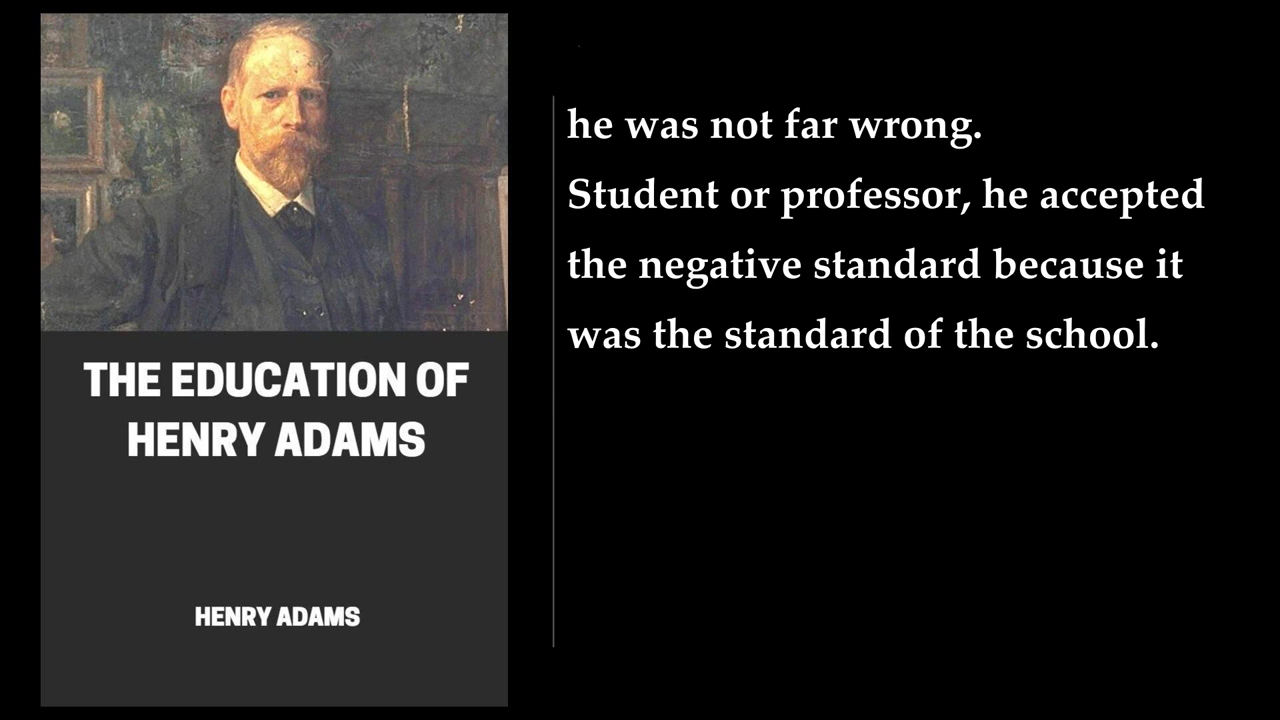 THE EDUCATION OF
HENRY ADAMS
HENRY ADAMS
he was not far wrong.
Student or professor, he accepted
the negative standard because it
was the standard of the school.